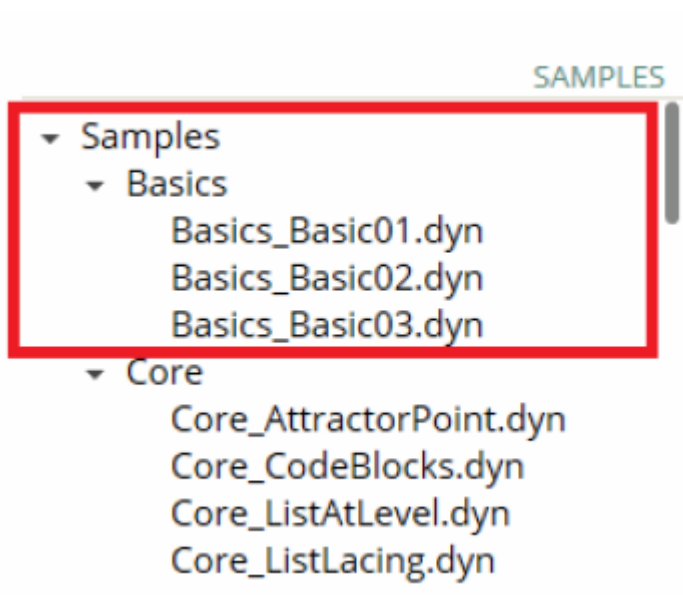 SAMPLES
Samples
Basics
Basics_Basic01.dyn
Basics_Basic02.dyn
Basics_Basic03.dyn
Core
Core_AttractorPoint.dyn
Core_CodeBlocks.dyn
Core_ListAtLevel.dyn
Core_ListLacing.dyn